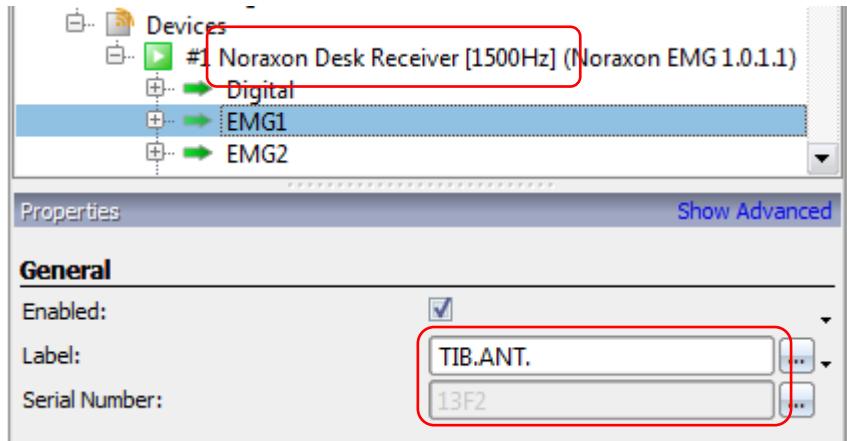 Devices
#1 Noraxon Desk Receiver [1500Hz] (Noraxon EMG 1.0.1.1)
Digital
EMG1
EMG2
Properties Show Advanced
General
Enabled:
Label: TIB.ANT. ...
Serial Number: 13F2 ...